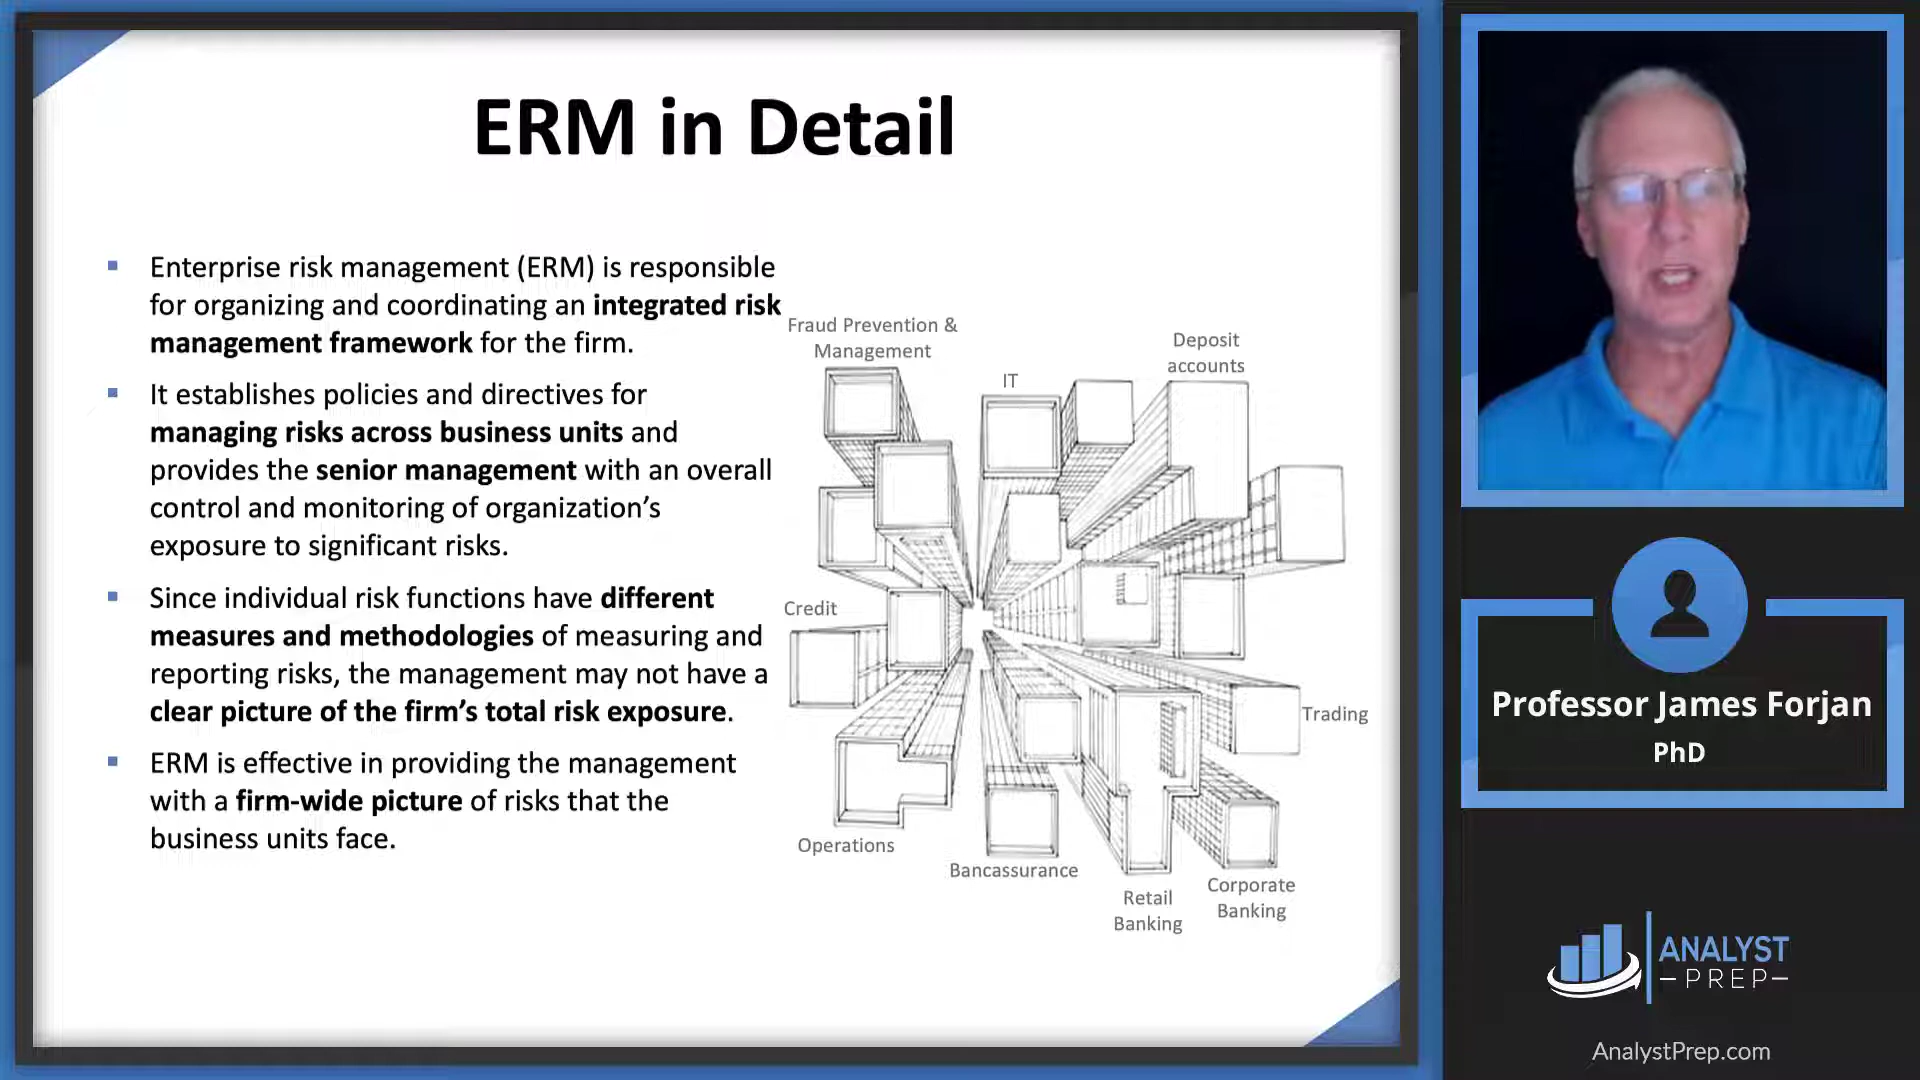 ERM in Detail
Enterprise risk management (ERM) is responsible
for organizing and coordinating an integrated risk
management framework for the firm.
It establishes policies and directives for
managing risks across business units and
provides the senior management with an overall
control and monitoring of organization’s
exposure to significant risks.
Since individual risk functions have different
measures and methodologies of measuring and
reporting risks, the management may not have a
clear picture of the firm’s total risk exposure.
ERM is effective in providing the management
with a firm-wide picture of risks that the
business units face.
Fraud Prevention &
Management
IT
Deposit
accounts
Credit
Trading
Operations
Bancassurance
Retail
Banking
Corporate
Banking
Professor James Forjan
PhD
ANALYST
PREP
AnalystPrep.com